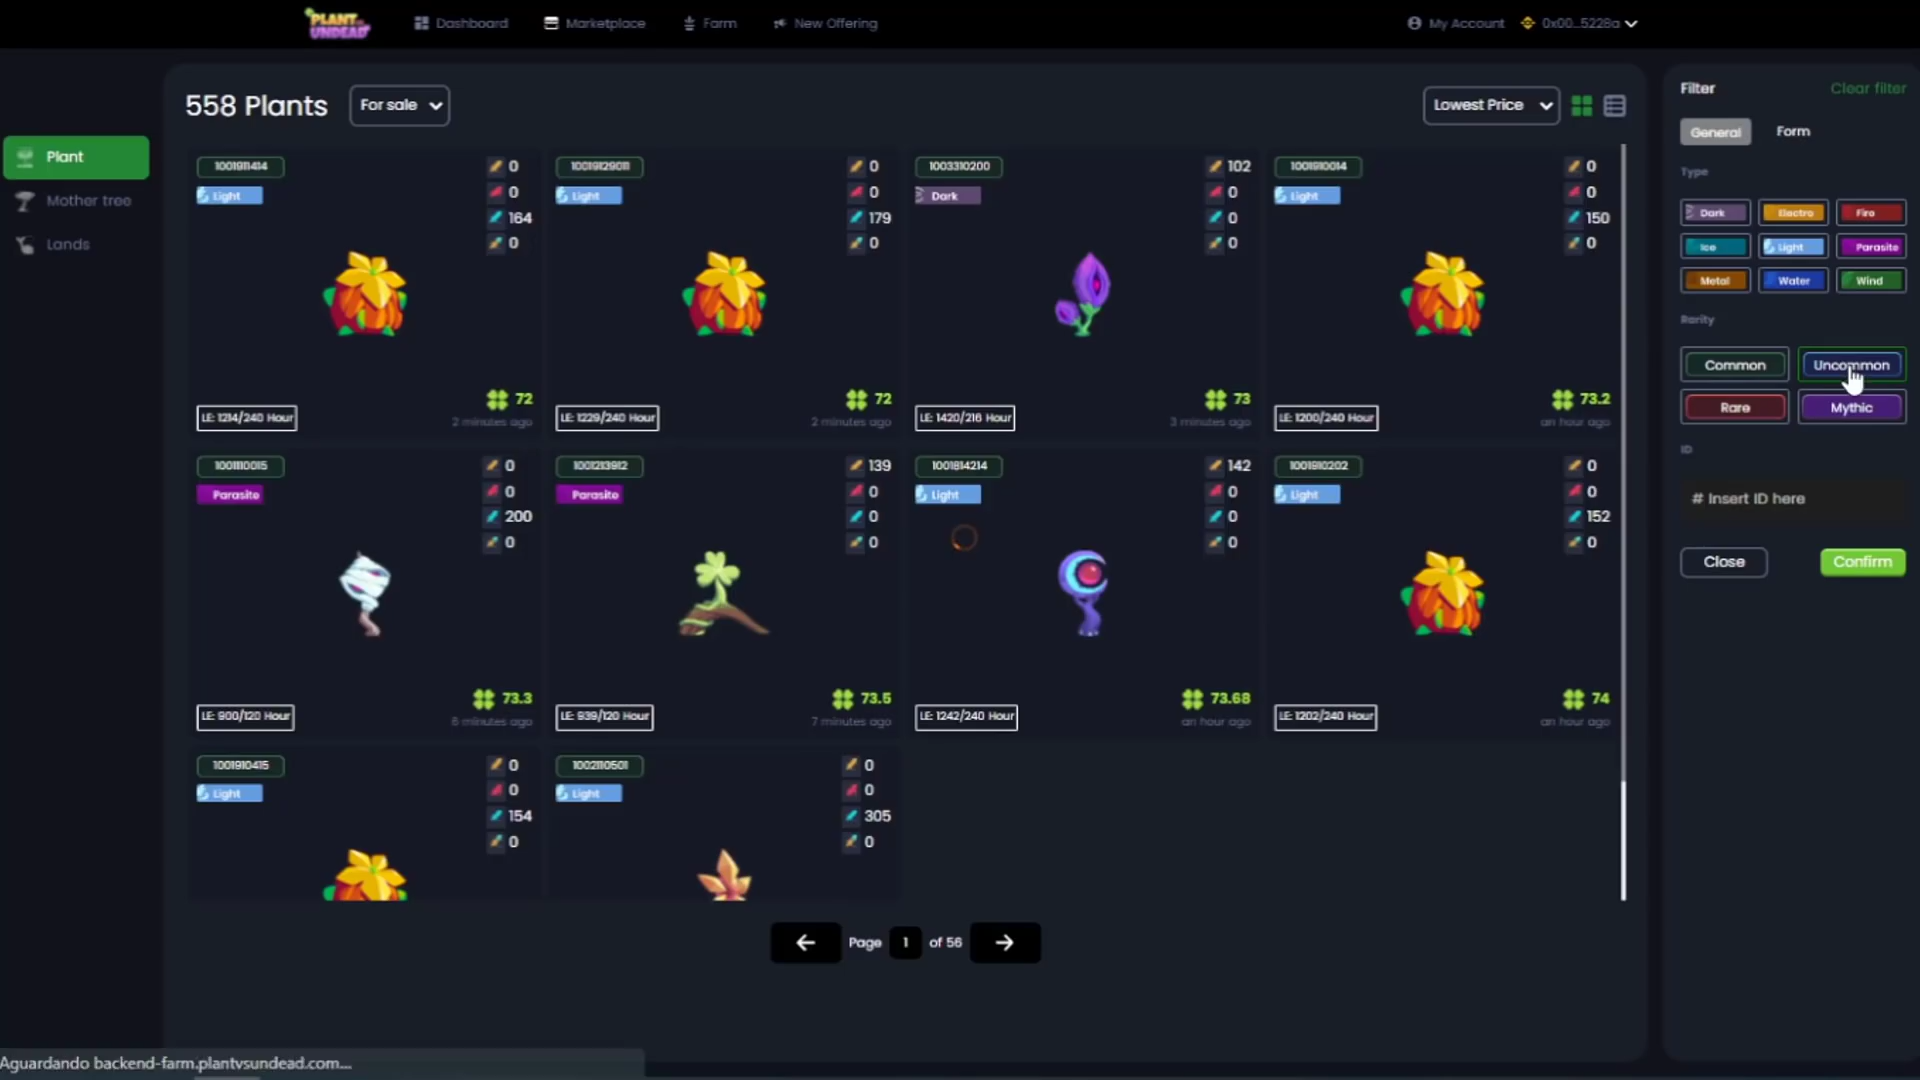 PLANT vs UNDEAD
Dashboard
Marketplace
Farm
New Offering
My Account
0x00...5228a
558 Plants
For sale
Lowest Price
Plant
Mother tree
Lands
1001911414
0
Light
0
164
0
72
LE: 1214/240 Hour
2 minutes ago
10019129011
0
Light
0
179
0
72
LE: 1229/240 Hour
2 minutes ago
1003310200
102
Dark
0
0
0
73
LE: 1420/216 Hour
3 minutes ago
1001910014
0
Light
0
150
0
73.2
LE: 1200/240 Hour
an hour ago
1001110015
0
Parasite
0
200
0
73.3
LE: 900/120 Hour
6 minutes ago
1001213912
139
Parasite
0
0
0
73.5
LE: 939/120 Hour
7 minutes ago
1001814214
142
Light
0
0
0
73.68
LE: 1242/240 Hour
an hour ago
1001910202
0
Light
0
152
0
74
LE: 1202/240 Hour
an hour ago
1001910415
0
Light
0
154
0
1002110501
0
Light
0
305
0
Page 1 of 56
Filter
Clear filter
General
Form
Type
Dark
Electro
Fire
Ice
Light
Parasite
Metal
Water
Wind
Rarity
Common
Uncommon
Rare
Mythic
ID
# Insert ID here
Close
Confirm
Aguardando backend-farm.plantvsundead.com...